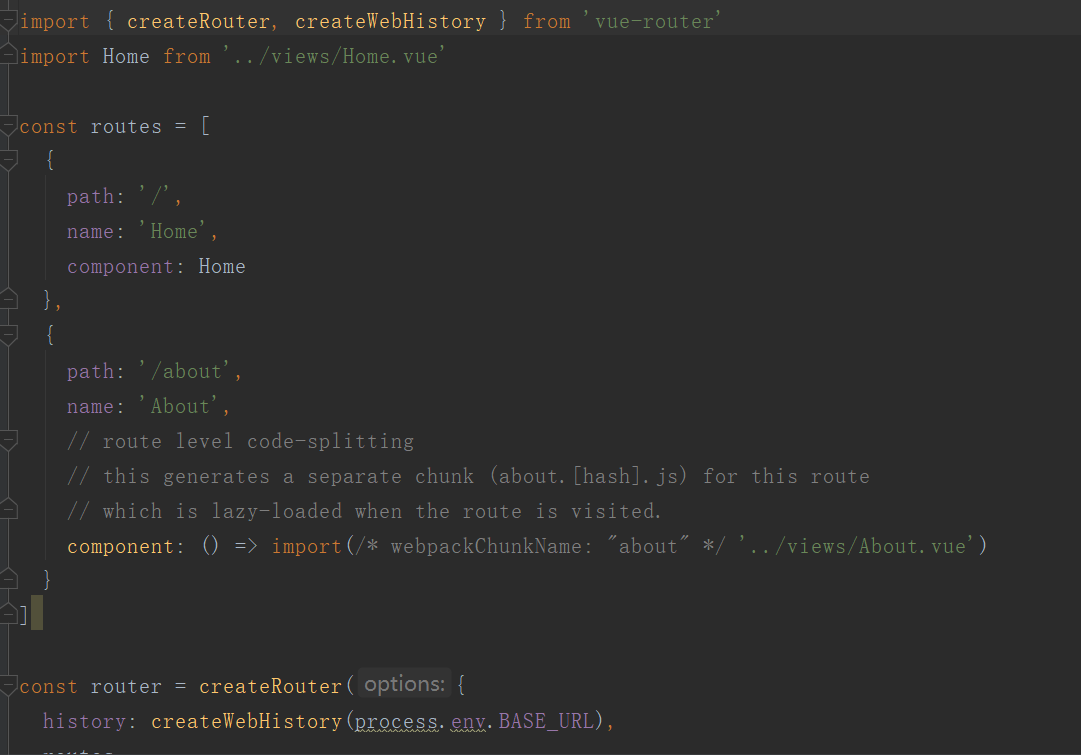 import { createRouter, createWebHistory } from 'vue-router'
import Home from '../views/Home.vue'
const routes = [
{
path: '/',
name: 'Home',
component: Home
},
{
path: '/about',
name: 'About',
// route level code-splitting
// this generates a separate chunk (about.[hash].js) for this route
// which is lazy-loaded when the route is visited.
component: () => import(/* webpackChunkName: "about" */ '../views/About.vue')
}
]
const router = createRouter( options: {
history: createWebHistory(process.env.BASE_URL),